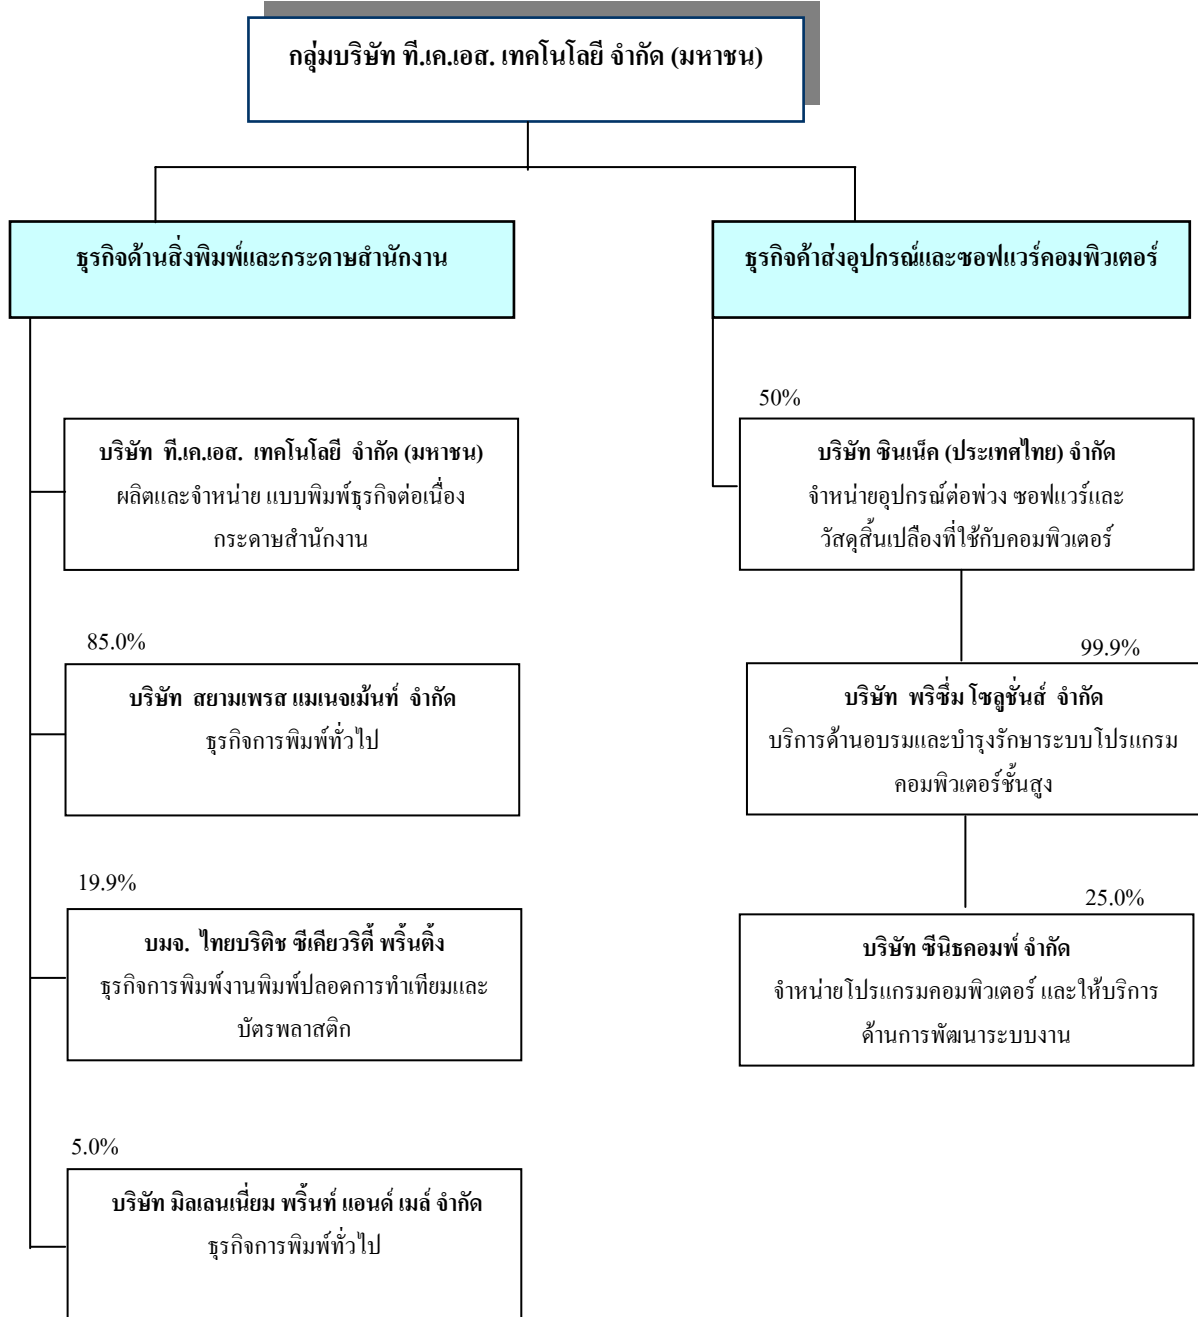 กลุ่มบริษัท ที.เค.เอส. เทคโนโลยี จำกัด (มหาชน)
ธุรกิจด้านสิ่งพิมพ์และกระดาษสำนักงาน
ธุรกิจค้าส่งอุปกรณ์และซอฟแวร์คอมพิวเตอร์
บริษัท ที.เค.เอส. เทคโนโลยี จำกัด (มหาชน)
ผลิตและจำหน่าย แบบพิมพ์ธุรกิจต่อเนื่อง
กระดาษสำนักงาน
85.0%
บริษัท สยามเพรส แมเนจเม้นท์ จำกัด
ธุรกิจการพิมพ์ทั่วไป
19.9%
บมจ. ไทยบริติช ซีเคียวริตี้ พริ้นติ้ง
ธุรกิจการพิมพ์งานพิมพ์ปลอดการทำเทียมและ
บัตรพลาสติก
5.0%
บริษัท มิลเลนเนี่ยม พริ้นท์ แอนด์ เมล์ จำกัด
ธุรกิจการพิมพ์ทั่วไป
50%
บริษัท ซินเน็ค (ประเทศไทย) จำกัด
จำหน่ายอุปกรณ์ต่อพ่วง ซอฟแวร์และ
วัสดุสิ้นเปลืองที่ใช้กับคอมพิวเตอร์
99.9%
บริษัท พริซึ่ม โซลูชั่นส์ จำกัด
บริการด้านอบรมและบำรุงรักษาระบบโปรแกรม
คอมพิวเตอร์ชั้นสูง
25.0%
บริษัท ซีนิธคอมพ์ จำกัด
จำหน่ายโปรแกรมคอมพิวเตอร์ และให้บริการ
ด้านการพัฒนาระบบงาน